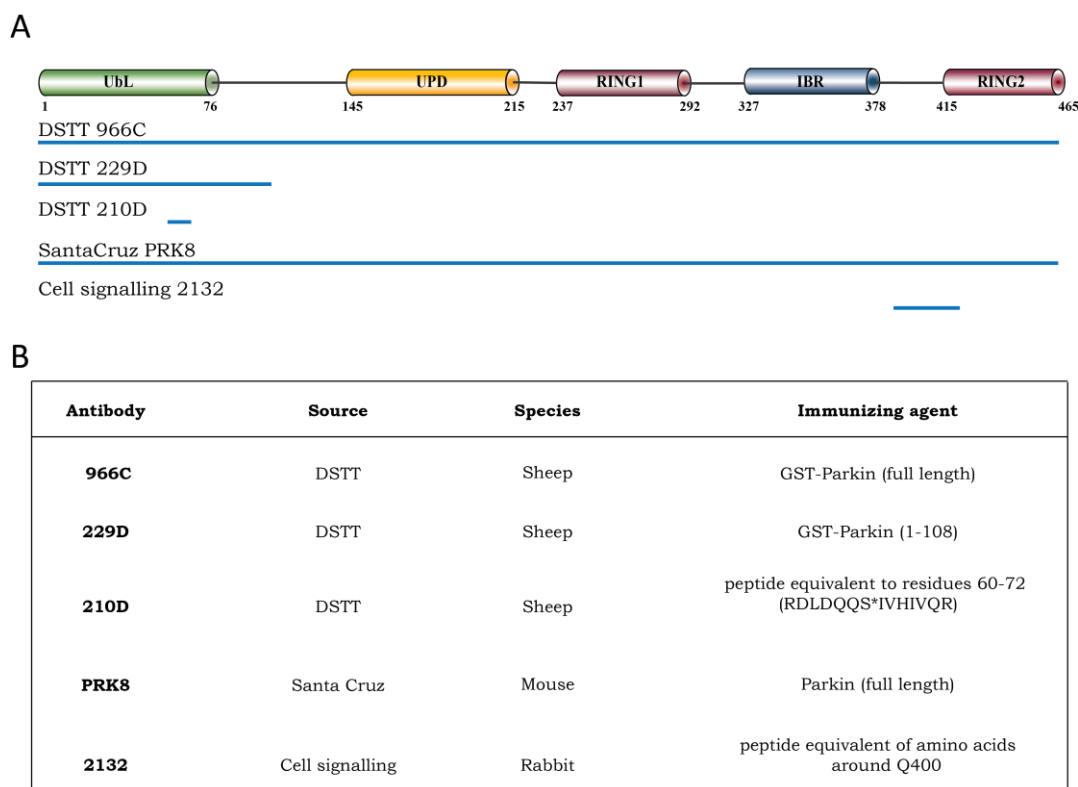 A
UbL UPD RING1 IBR RING2
1 76 145 215 237 292 327 378 415 465
DSTT 966C
DSTT 229D
DSTT 210D
SantaCruz PRK8
Cell signalling 2132
B
Antibody Source Species Immunizing agent
966C DSTT Sheep GST-Parkin (full length)
229D DSTT Sheep GST-Parkin (1-108)
210D DSTT Sheep peptide equivalent to residues 60-72
(RDLDQQS*IVHIVQR)
PRK8 Santa Cruz Mouse Parkin (full length)
2132 Cell signalling Rabbit peptide equivalent of amino acids
around Q400